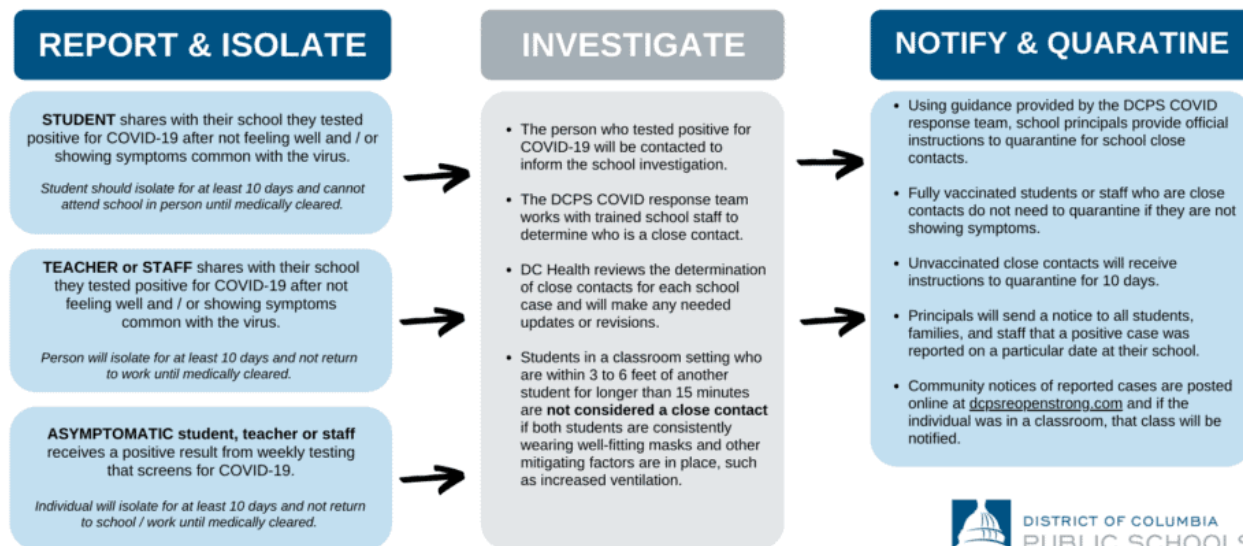 REPORT & ISOLATE
STUDENT shares with their school they tested
positive for COVID-19 after not feeling well and / or
showing symptoms common with the virus.
Student should isolate for at least 10 days and cannot
attend school in person until medically cleared.
TEACHER or STAFF shares with their school
they tested positive for COVID-19 after not
feeling well and / or showing symptoms
common with the virus.
Person will isolate for at least 10 days and not return
to work until medically cleared.
ASYMPTOMATIC student, teacher or staff
receives a positive result from weekly testing
that screens for COVID-19.
Individual will isolate for at least 10 days and not return
to school / work until medically cleared.
INVESTIGATE
• The person who tested positive for
COVID-19 will be contacted to
inform the school investigation.
• The DCPS COVID response team
works with trained school staff to
determine who is a close contact.
• DC Health reviews the determination
of close contacts for each school
case and will make any needed
updates or revisions.
• Students in a classroom setting who
are within 3 to 6 feet of another
student for longer than 15 minutes
are not considered a close contact
if both students are consistently
wearing well-fitting masks and other
mitigating factors are in place, such
as increased ventilation.
NOTIFY & QUARATINE
• Using guidance provided by the DCPS COVID
response team, school principals provide official
instructions to quarantine for school close
contacts.
• Fully vaccinated students or staff who are close
contacts do not need to quarantine if they are not
showing symptoms.
• Unvaccinated close contacts will receive
instructions to quarantine for 10 days.
• Principals will send a notice to all students,
families, and staff that a positive case was
reported on a particular date at their school.
• Community notices of reported cases are posted
online at dcpsreopenstrong.com and if the
individual was in a classroom, that class will be
notified.
DISTRICT OF COLUMBIA
PUBLIC SCHOOLS